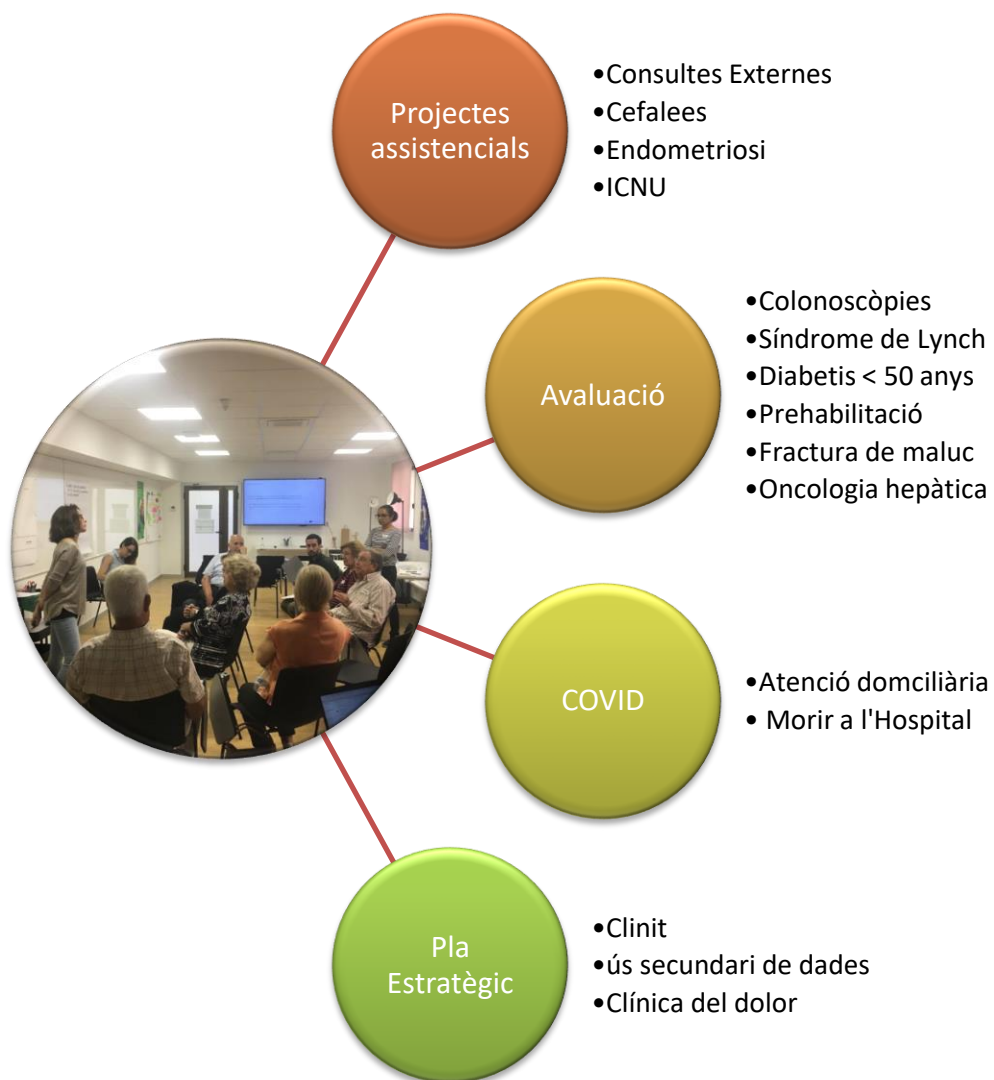 Projectes
assistencials
•Consultes Externes
•Cefalees
•Endometriosi
•ICNU
Avaluació
•Colonoscòpies
•Síndrome de Lynch
•Diabetis < 50 anys
•Prehabilitació
•Fractura de maluc
•Oncologia hepàtica
COVID
•Atenció domciliària
• Morir a l'Hospital
Pla
Estratègic
•Clinit
•ús secundari de dades
•Clínica del dolor